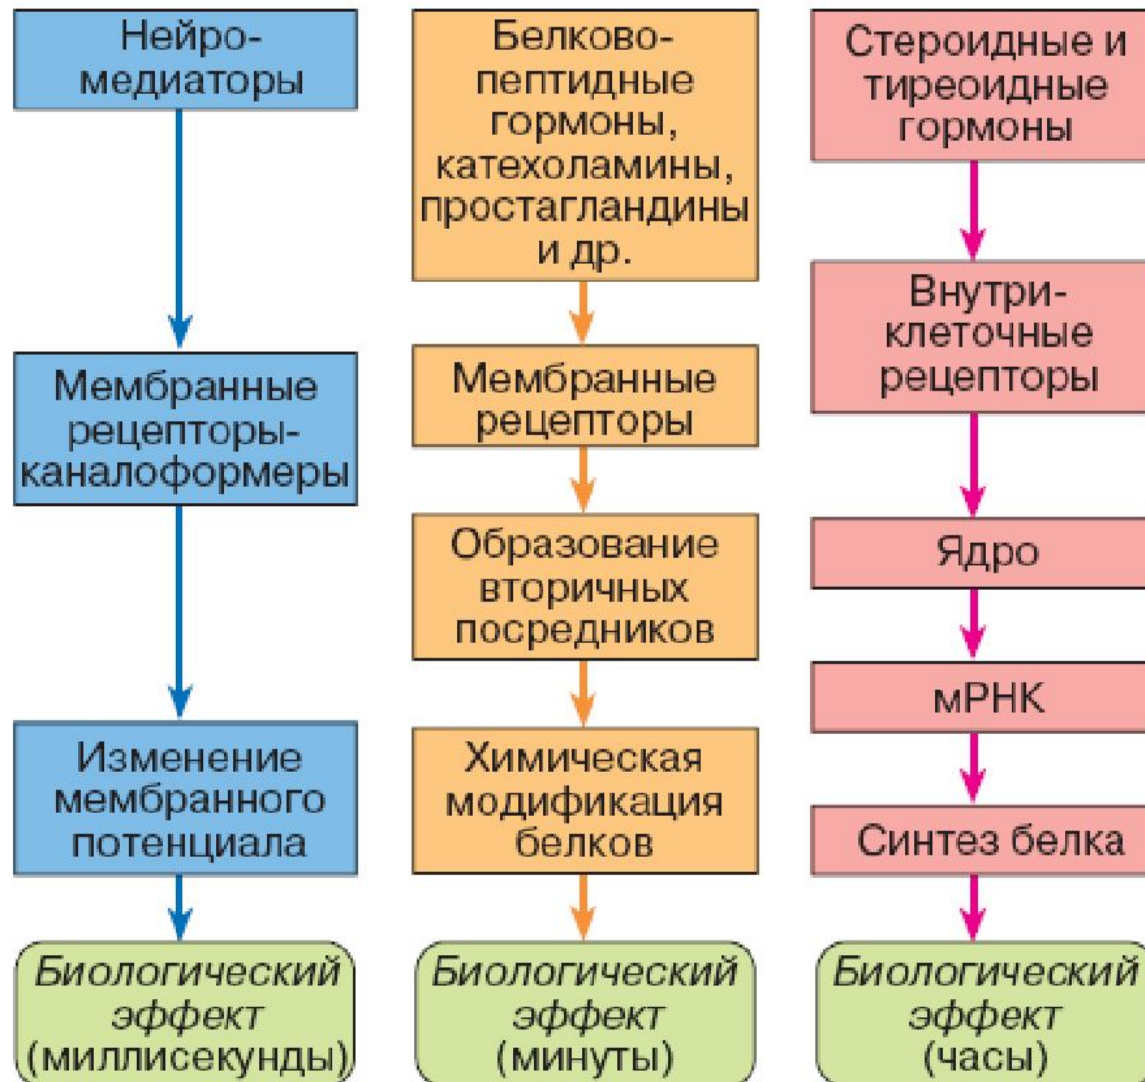 Нейро-
медиаторы
Мембранные
рецепторы-
каналоформеры
Изменение
мембранного
потенциала
Биологический
эффект
(миллисекунды)
Белково-
пептидные
гормоны,
катехоламины,
простагландины
и др.
Мембранные
рецепторы
Образование
вторичных
посредников
Химическая
модификация
белков
Биологический
эффект
(минуты)
Стероидные и
тиреоидные
гормоны
Внутри-
клеточные
рецепторы
Ядро
мРНК
Синтез белка
Биологический
эффект
(часы)